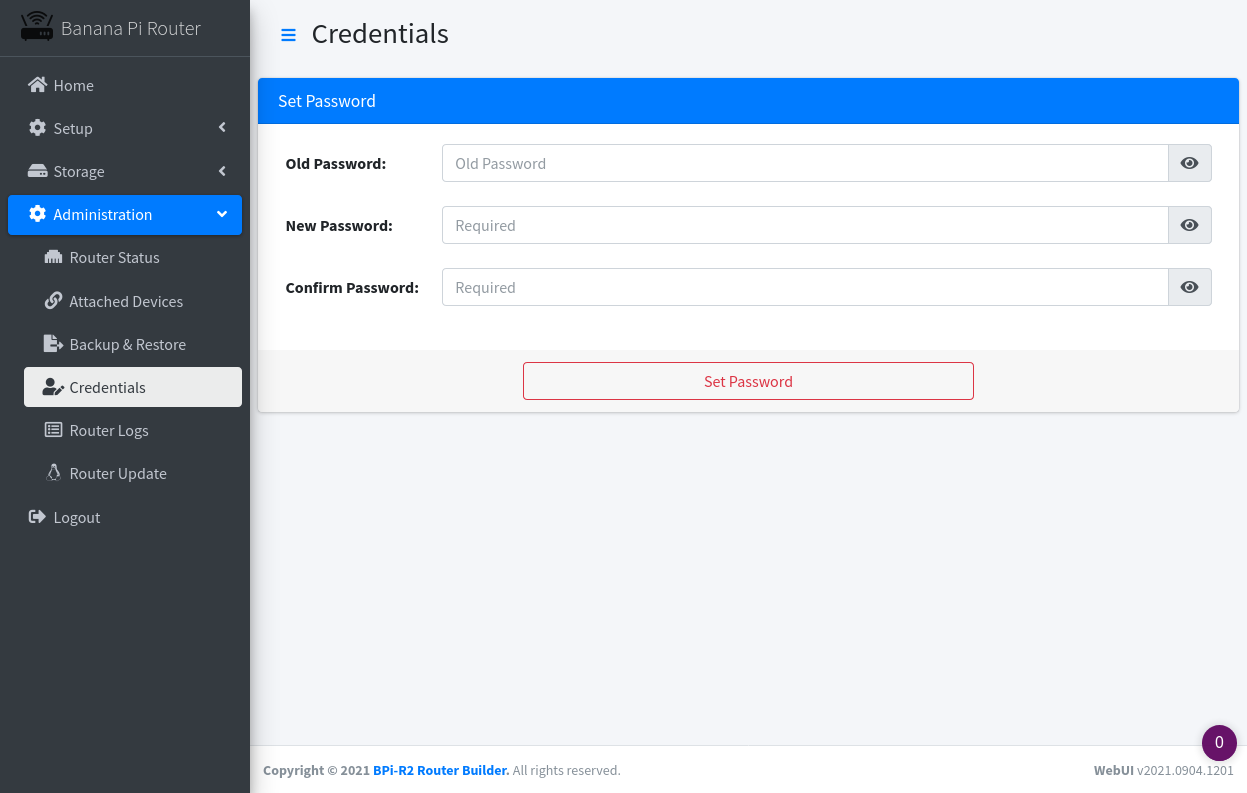 Banana Pi Router
Credentials
Home
Setup
Storage
Administration
Router Status
Attached Devices
Backup & Restore
Credentials
Router Logs
Router Update
Logout
Set Password
Old Password: Old Password
New Password: Required
Confirm Password: Required
Set Password
0
Copyright © 2021 BPi-R2 Router Builder. All rights reserved. WebUI v2021.0904.1201